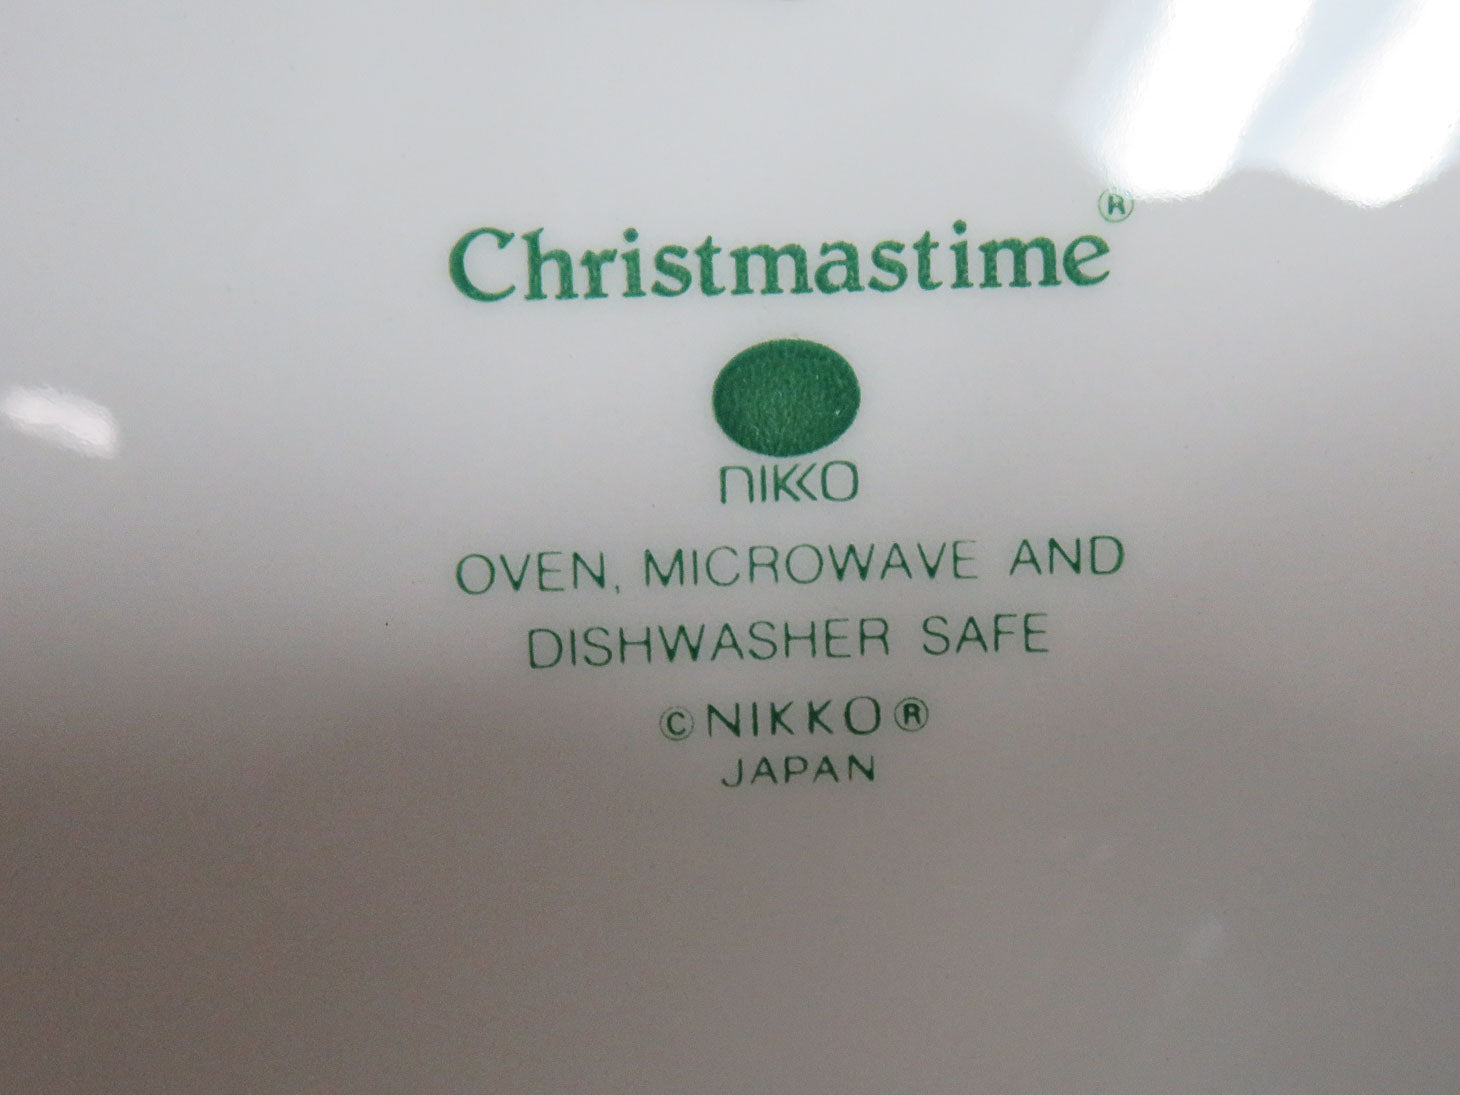 Christmastime®
NIKKO
OVEN, MICROWAVE AND
DISHWASHER SAFE
©NIKKO®
JAPAN